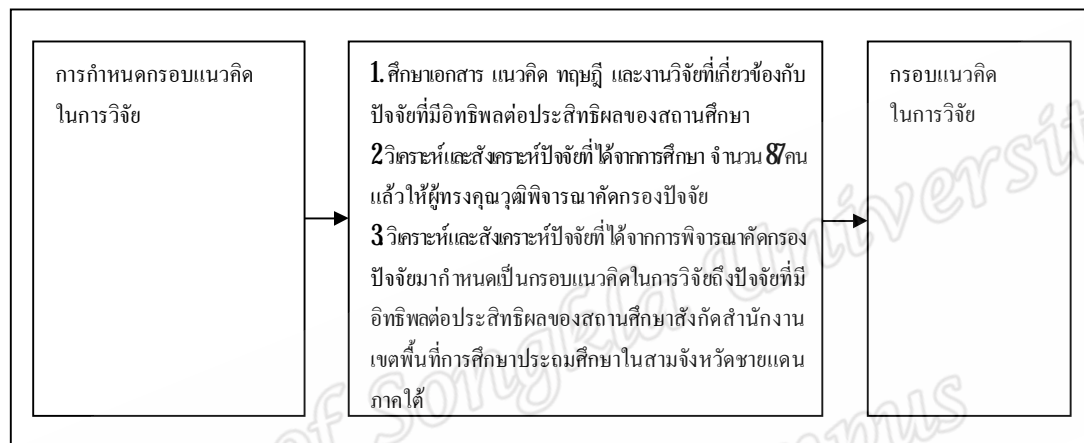 การกำหนดกรอบแนวคิด
ในการวิจัย
1. ศึกษาเอกสาร แนวคิด ทฤษฎี และงานวิจัยที่เกี่ยวข้องกับ
ปัจจัยที่มีอิทธิพลต่อประสิทธิผลของสถานศึกษา
2 วิเคราะห์และสังเคราะห์ปัจจัยที่ได้จากการศึกษา จำนวน 87 คน
แล้วให้ผู้ทรงคุณวุฒิพิจารณาคัดกรองปัจจัย
3 วิเคราะห์และสังเคราะห์ปัจจัยที่ได้จากการพิจารณาคัดกรอง
ปัจจัยมากำหนดเป็นกรอบแนวคิดในการวิจัยถึงปัจจัยที่มี
อิทธิพลต่อประสิทธิผลของสถานศึกษาสังกัดสำนักงาน
เขตพื้นที่การศึกษาประถมศึกษาในสามจังหวัดชายแดน
ภาคใต้
กรอบแนวคิด
ในการวิจัย
of Songkla Universit